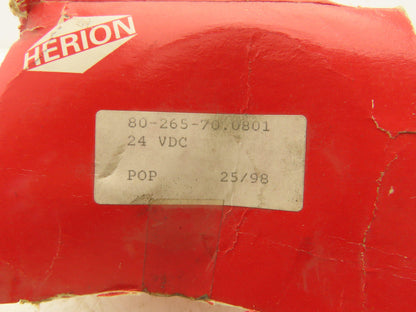 HERION
80-265-70.0801
24 VDC
POP 25/98